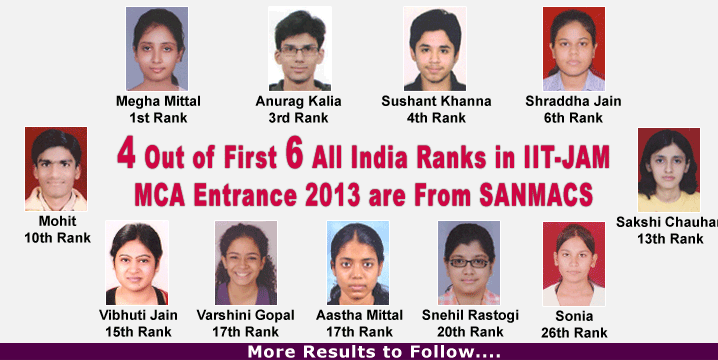 Megha Mittal
1st Rank
Anurag Kalia
3rd Rank
Sushant Khanna
4th Rank
Shraddha Jain
6th Rank
4 Out of First 6 All India Ranks in IIT-JAM
MCA Entrance 2013 are From SANMACS
Mohit
10th Rank
Sakshi Chauhan
13th Rank
Vibhuti Jain
15th Rank
Varshini Gopal
17th Rank
Aastha Mittal
17th Rank
Snehil Rastogi
20th Rank
Sonia
26th Rank
More Results to Follow....